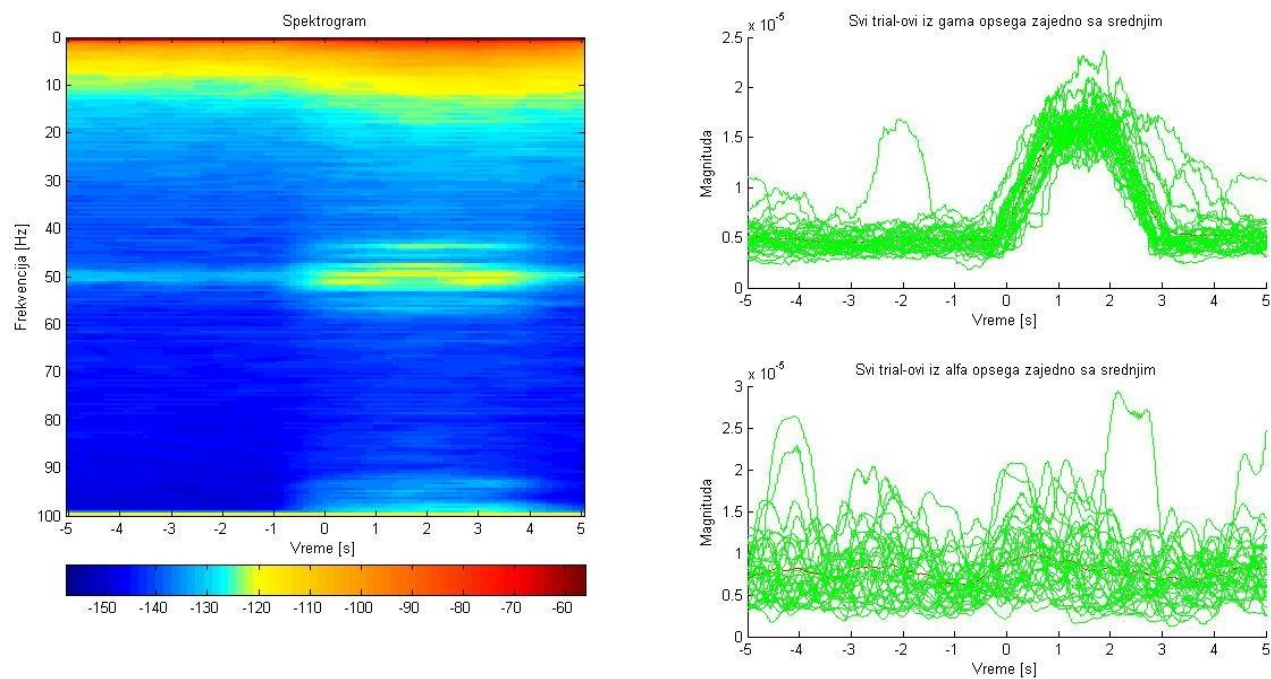 Spektrogram
0
10
20
30
40
50
60
70
80
90
100
Frekvencija [Hz]
-5 -4 -3 -2 -1 0 1 2 3 4 5
Vreme [s]
-150 -140 -130 -120 -110 -100 -90 -80 -70 -60
Svi trial-ovi iz gama opsega zajedno sa srednjim
x 10^-5
2.5
2
1.5
1
0.5
0
Magnituda
-5 -4 -3 -2 -1 0 1 2 3 4 5
Vreme [s]
Svi trial-ovi iz alfa opsega zajedno sa srednjim
x 10^-5
3
2.5
2
1.5
1
0.5
0
Magnituda
-5 -4 -3 -2 -1 0 1 2 3 4 5
Vreme [s]